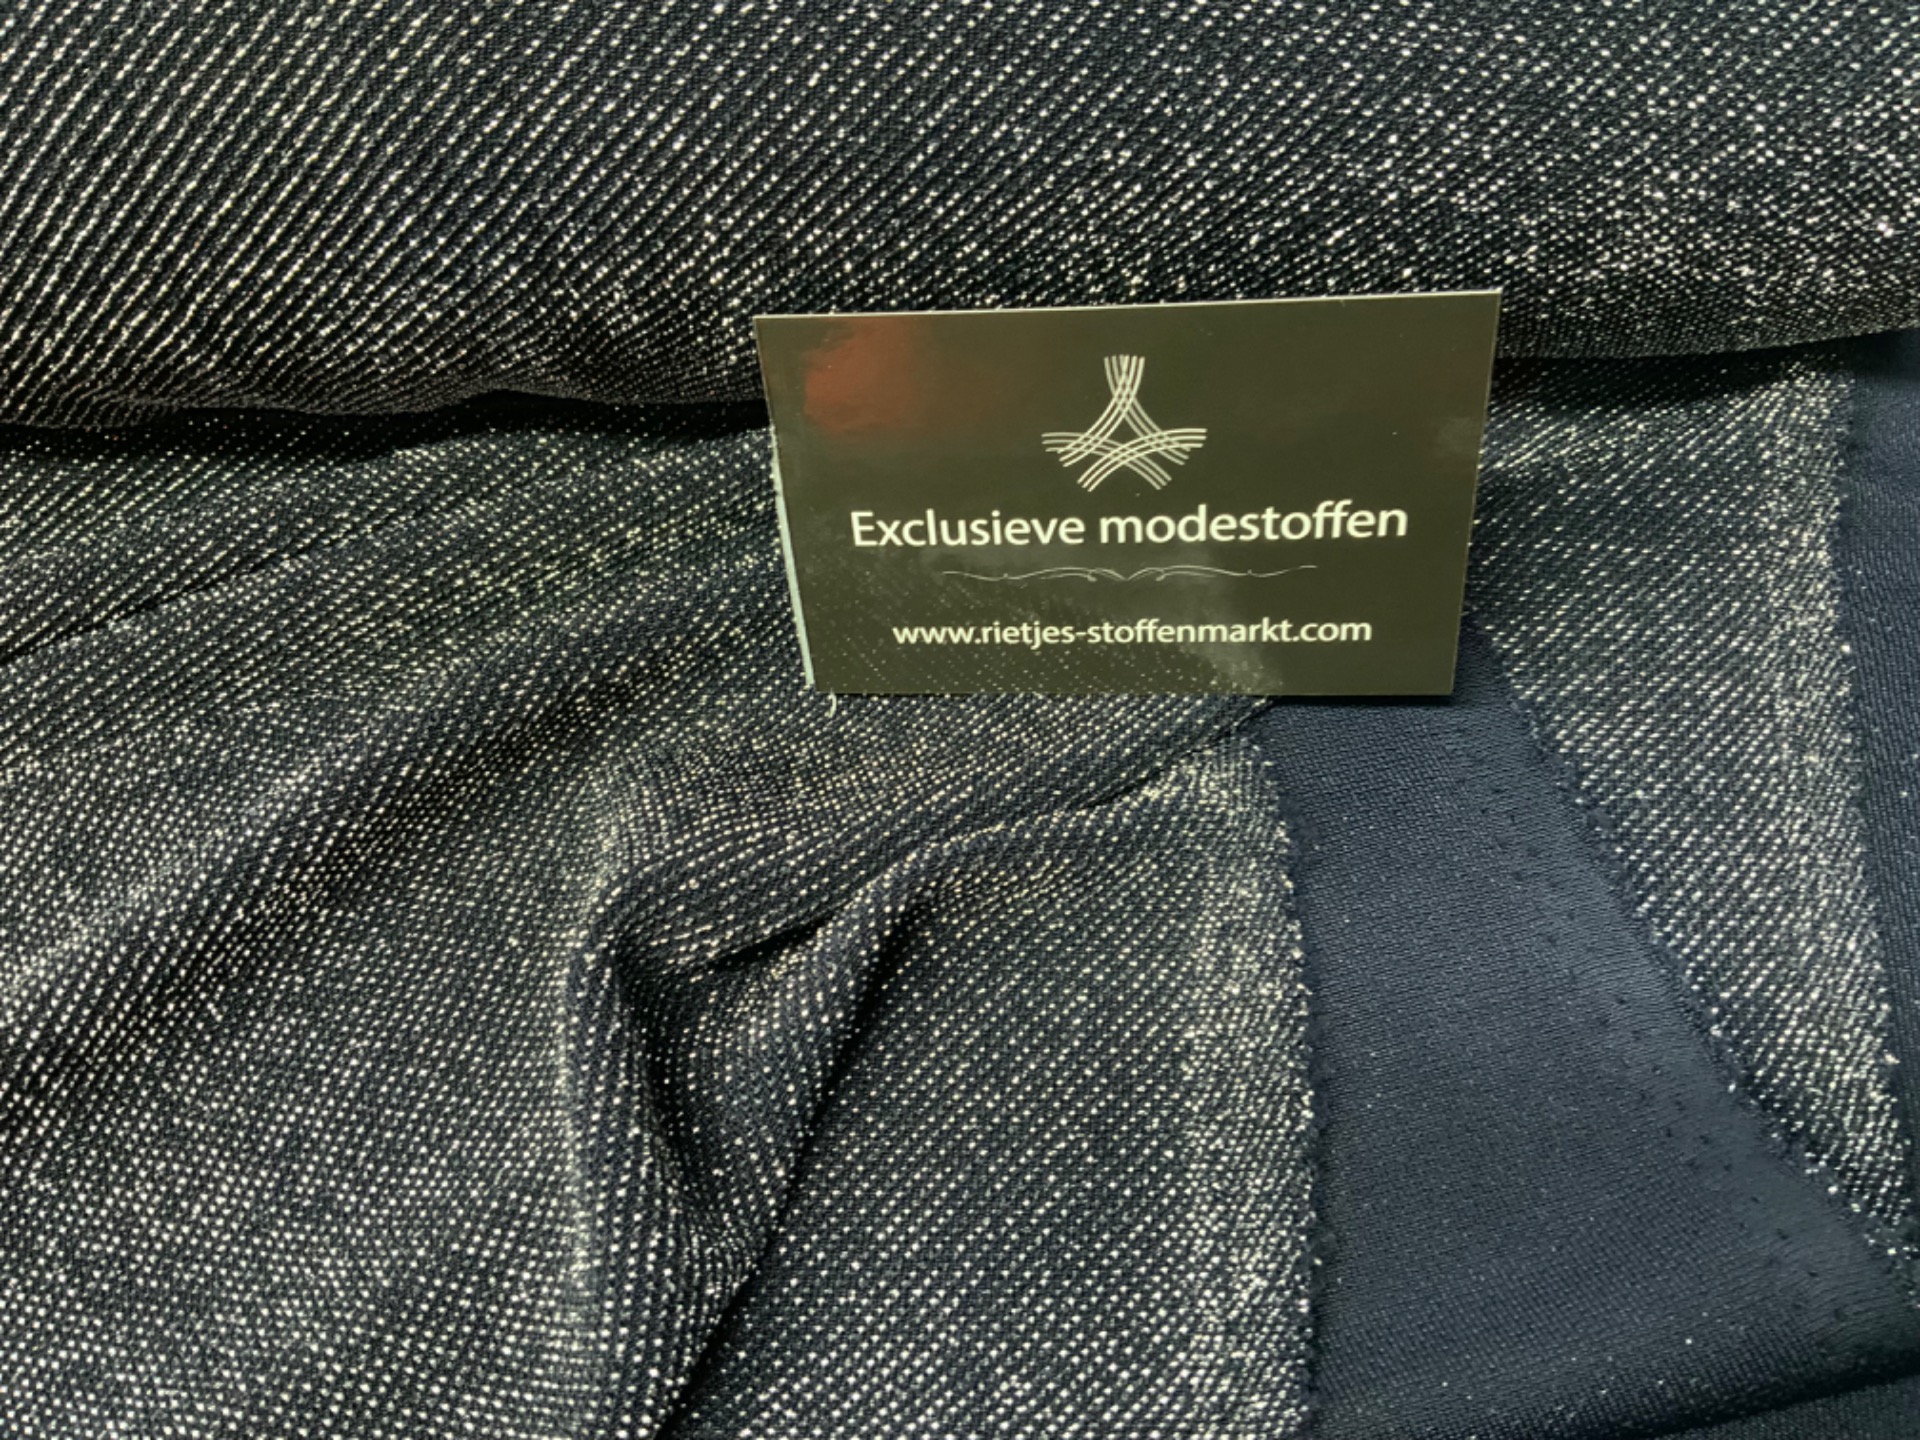 Exclusieve modestoffen
www.rietjes-stoffenmarkt.com